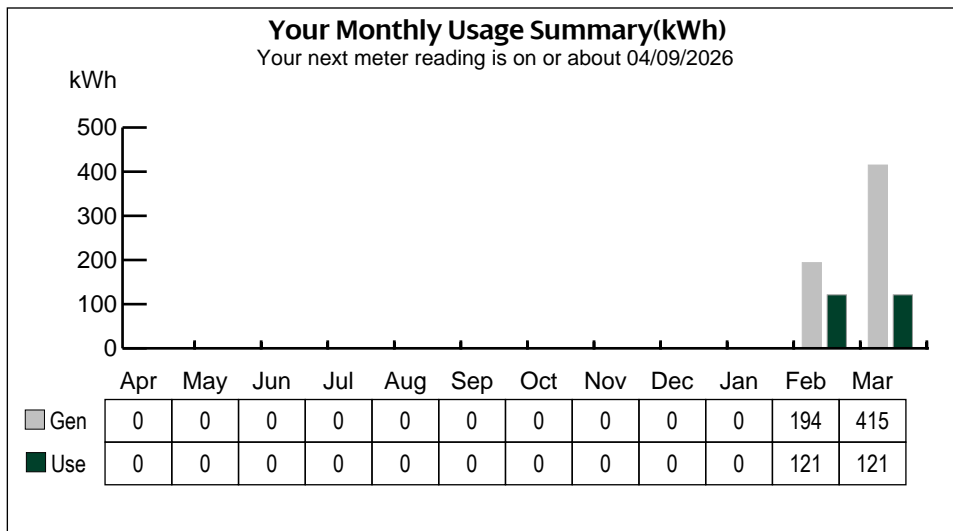 Your Monthly Usage Summary(kWh)
Your next meter reading is on or about 04/09/2026
kWh
500
400
300
200
100
0
Apr May Jun Jul Aug Sep Oct Nov Dec Jan Feb Mar
Gen 0 0 0 0 0 0 0 0 0 0 194 415
Use 0 0 0 0 0 0 0 0 0 0 121 121